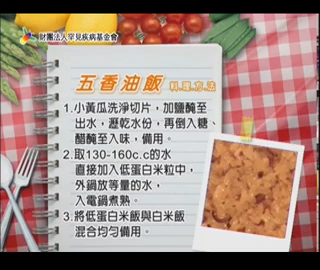 財團法人罕見疾病基金會
五香油飯 料理方法
1.小黃瓜洗淨切片，加鹽醃至
出水，瀝乾水份，再倒入糖、
醋醃至入味，備用。
2.取130-160c.c的水
直接加入低蛋白米粒中，
外鍋放等量的水，
入電鍋煮熟。
3.將低蛋白米飯與白米飯
混合均勻備用。